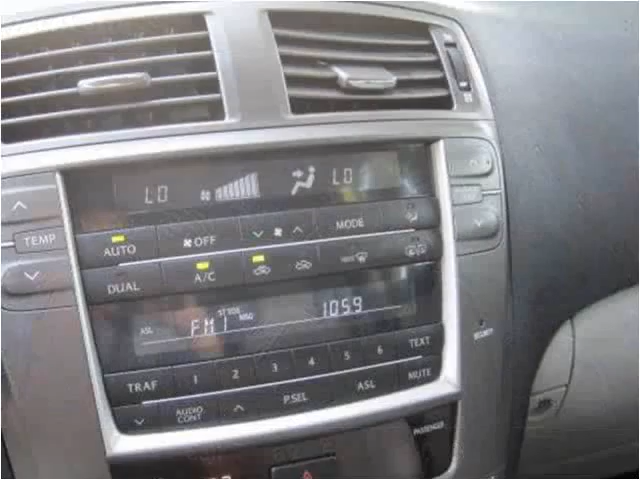 LO LO
TEMP
AUTO OFF MODE
DUAL A/C
ST
ASL FM1 1059
TRAF 1 2 3 4 5 6 TEXT
AUDIO CONT P.SEL ASL MUTE
SECURITY
PASSENGER